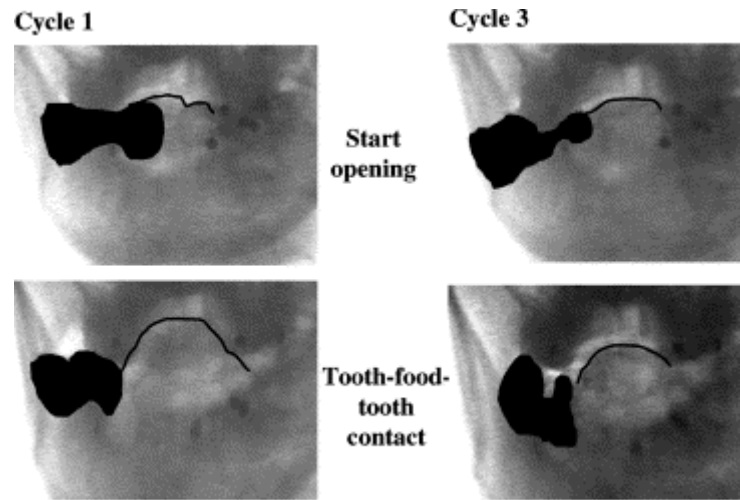 Cycle 1
Cycle 3
Start
opening
Tooth-food-
tooth
contact